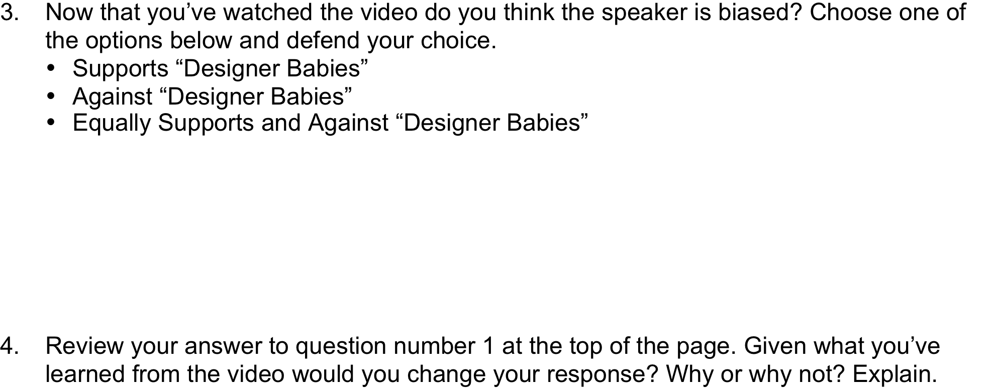 3. Now that you’ve watched the video do you think the speaker is biased? Choose one of
the options below and defend your choice.
• Supports “Designer Babies”
• Against “Designer Babies”
• Equally Supports and Against “Designer Babies”
4. Review your answer to question number 1 at the top of the page. Given what you’ve
learned from the video would you change your response? Why or why not? Explain.